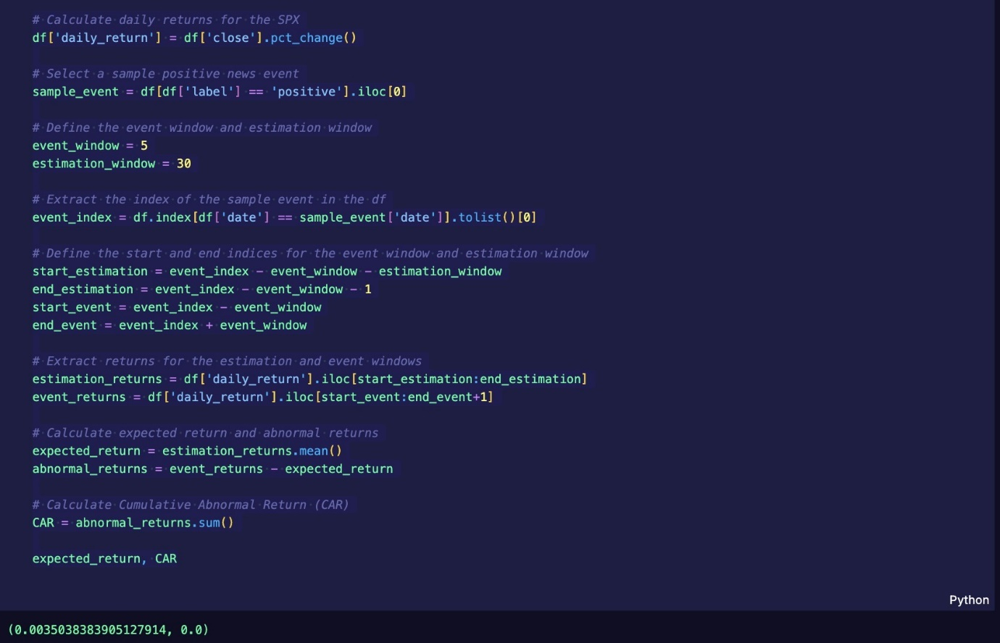 # Calculate daily returns for the SPX
df['daily_return'] = df['close'].pct_change()
# Select a sample positive news event
sample_event = df[df['label'] == 'positive'].iloc[0]
# Define the event window and estimation window
event_window = 5
estimation_window = 30
# Extract the index of the sample event in the df
event_index = df.index[df['date'] == sample_event['date']].tolist()[0]
# Define the start and end indices for the event window and estimation window
start_estimation = event_index - event_window - estimation_window
end_estimation = event_index - event_window - 1
start_event = event_index - event_window
end_event = event_index + event_window
# Extract returns for the estimation and event windows
estimation_returns = df['daily_return'].iloc[start_estimation:end_estimation]
event_returns = df['daily_return'].iloc[start_event:end_event+1]
# Calculate expected return and abnormal returns
expected_return = estimation_returns.mean()
abnormal_returns = event_returns - expected_return
# Calculate Cumulative Abnormal Return (CAR)
CAR = abnormal_returns.sum()
expected_return, CAR
Python
(0.0035038383905127914, 0.0)